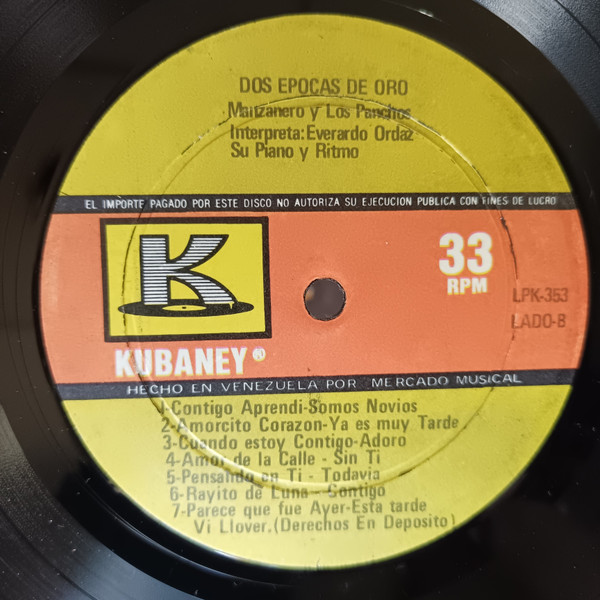 DOS EPOCAS DE ORO
Manzanero y Los Panchos
Interpreta: Everardo Ordaz
Su Piano y Ritmo
EL IMPORTE PAGADO POR ESTE DISCO NO AUTORIZA SU EJECUCION PUBLICA CON FINES DE LUCRO
K
33
RPM
LPK-353
LADO-B
KUBANEY®
HECHO EN VENEZUELA POR MERCADO MUSICAL
1-Contigo Aprendi-Somos Novios
2-Amorcito Corazon-Ya es muy Tarde
3-Cuando estoy Contigo-Adoro
4-Amor de la Calle - Sin Ti
5-Pensando en Ti - Todavia
6-Rayito de Luna - Contigo
7-Parece que fue Ayer-Esta tarde
Vi Llover.(Derechos En Deposito)